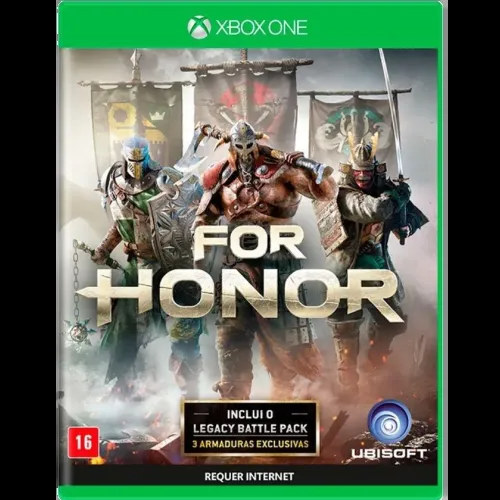 XBOX ONE
FOR
HONOR
INCLUI O
LEGACY BATTLE PACK
3 ARMADURAS EXCLUSIVAS
16
UBISOFT
REQUER INTERNET